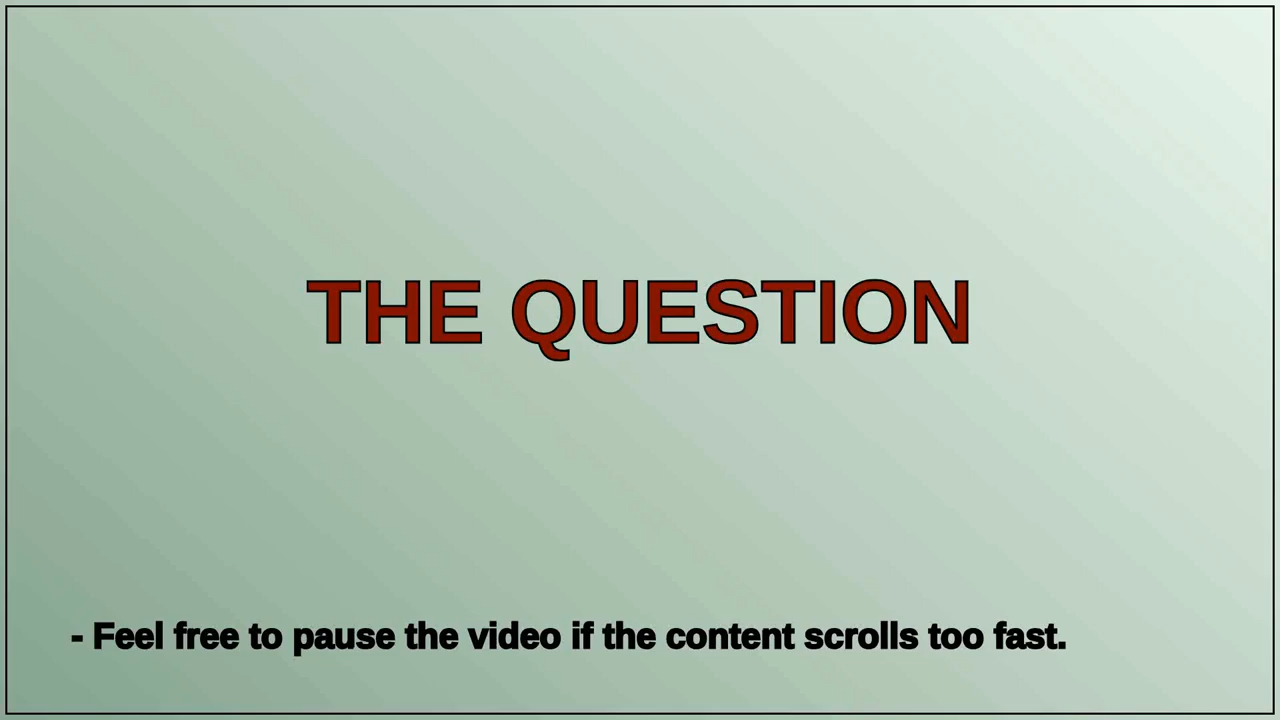 THE QUESTION
- Feel free to pause the video if the content scrolls too fast.